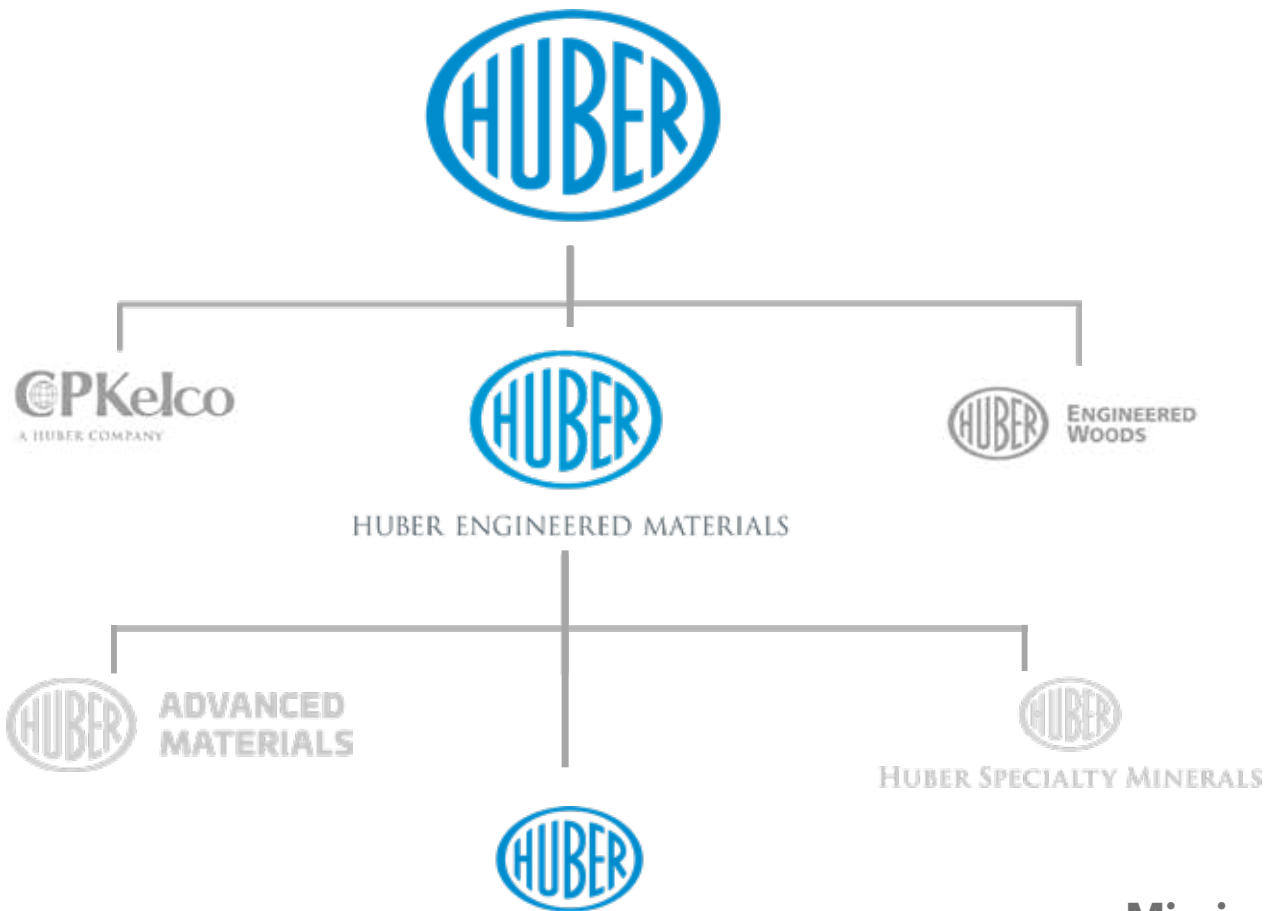 HUBER
CPKelco
A HUBER COMPANY
HUBER
HUBER ENGINEERED MATERIALS
HUBER
ENGINEERED
WOODS
HUBER
ADVANCED
MATERIALS
HUBER
HUBER SPECIALTY MINERALS
HUBER